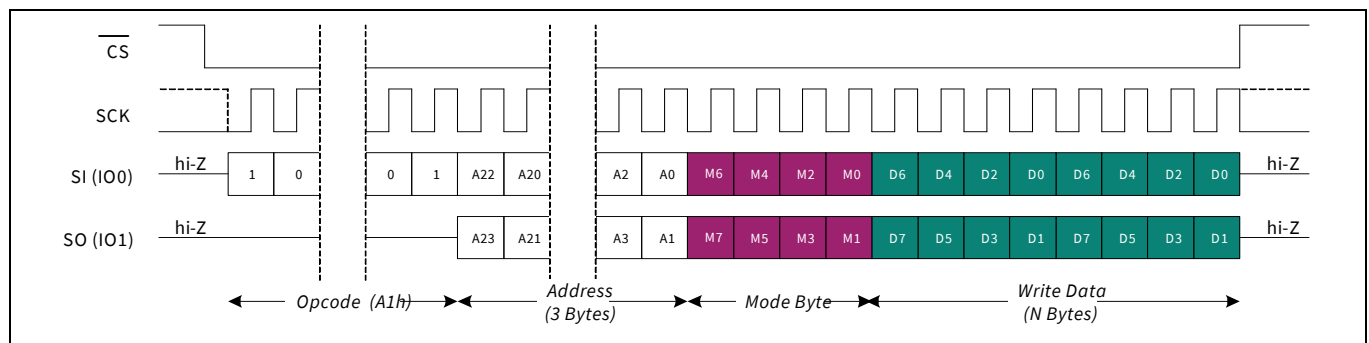 CS
SCK
SI (IO0) hi-Z 1 0 0 1 A22 A20 A2 A0 M6 M4 M2 M0 D6 D4 D2 D0 D6 D4 D2 D0 hi-Z
SO (IO1) hi-Z A23 A21 A3 A1 M7 M5 M3 M1 D7 D5 D3 D1 D7 D5 D3 D1 hi-Z
Opcode (A1h) Address Mode Byte Write Data
(3 Bytes) (N Bytes)